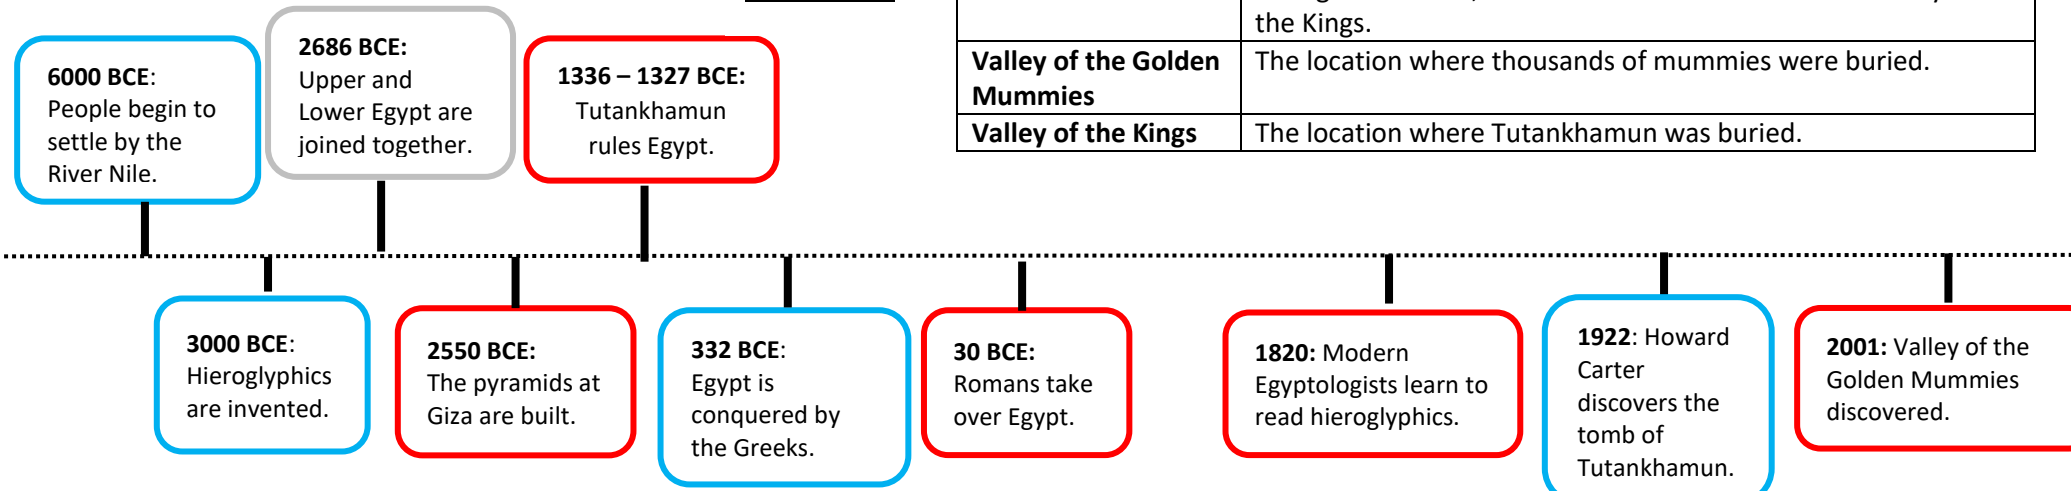 the Kings.
Valley of the Golden
Mummies
The location where thousands of mummies were buried.
Valley of the Kings
The location where Tutankhamun was buried.
6000 BCE:
People begin to
settle by the
River Nile.
2686 BCE:
Upper and
Lower Egypt are
joined together.
1336 – 1327 BCE:
Tutankhamun
rules Egypt.
3000 BCE:
Hieroglyphics
are invented.
2550 BCE:
The pyramids at
Giza are built.
332 BCE:
Egypt is
conquered by
the Greeks.
30 BCE:
Romans take
over Egypt.
1820: Modern
Egyptologists learn to
read hieroglyphics.
1922: Howard
Carter
discovers the
tomb of
Tutankhamun.
2001: Valley of the
Golden Mummies
discovered.